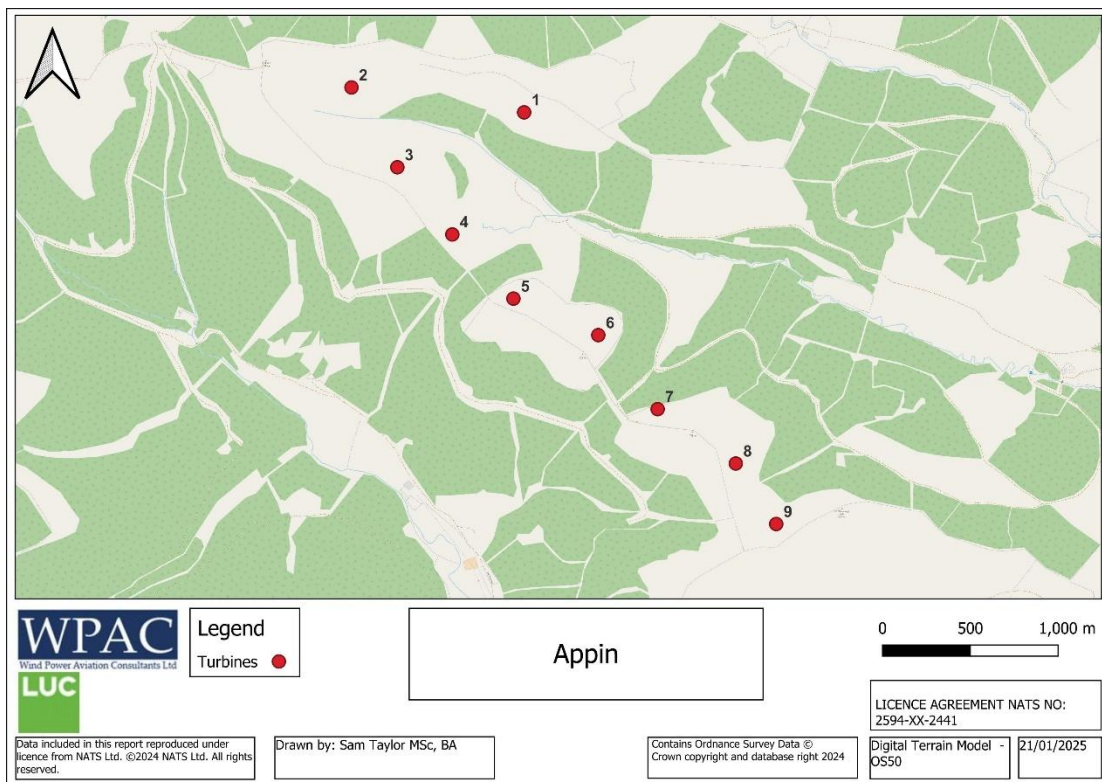 2
1
3
4
5
6
7
8
9
WPAC
Wind Power Aviation Consultants Ltd
LUC
Legend
Turbines
Appin
0 500 1,000 m
LICENCE AGREEMENT NATS NO:
2594-XX-2441
Data included in this report reproduced under
licence from NATS Ltd. ©2024 NATS Ltd. All rights
reserved.
Drawn by: Sam Taylor MSc, BA
Contains Ordnance Survey Data ©
Crown copyright and database right 2024
Digital Terrain Model -
OS50
21/01/2025